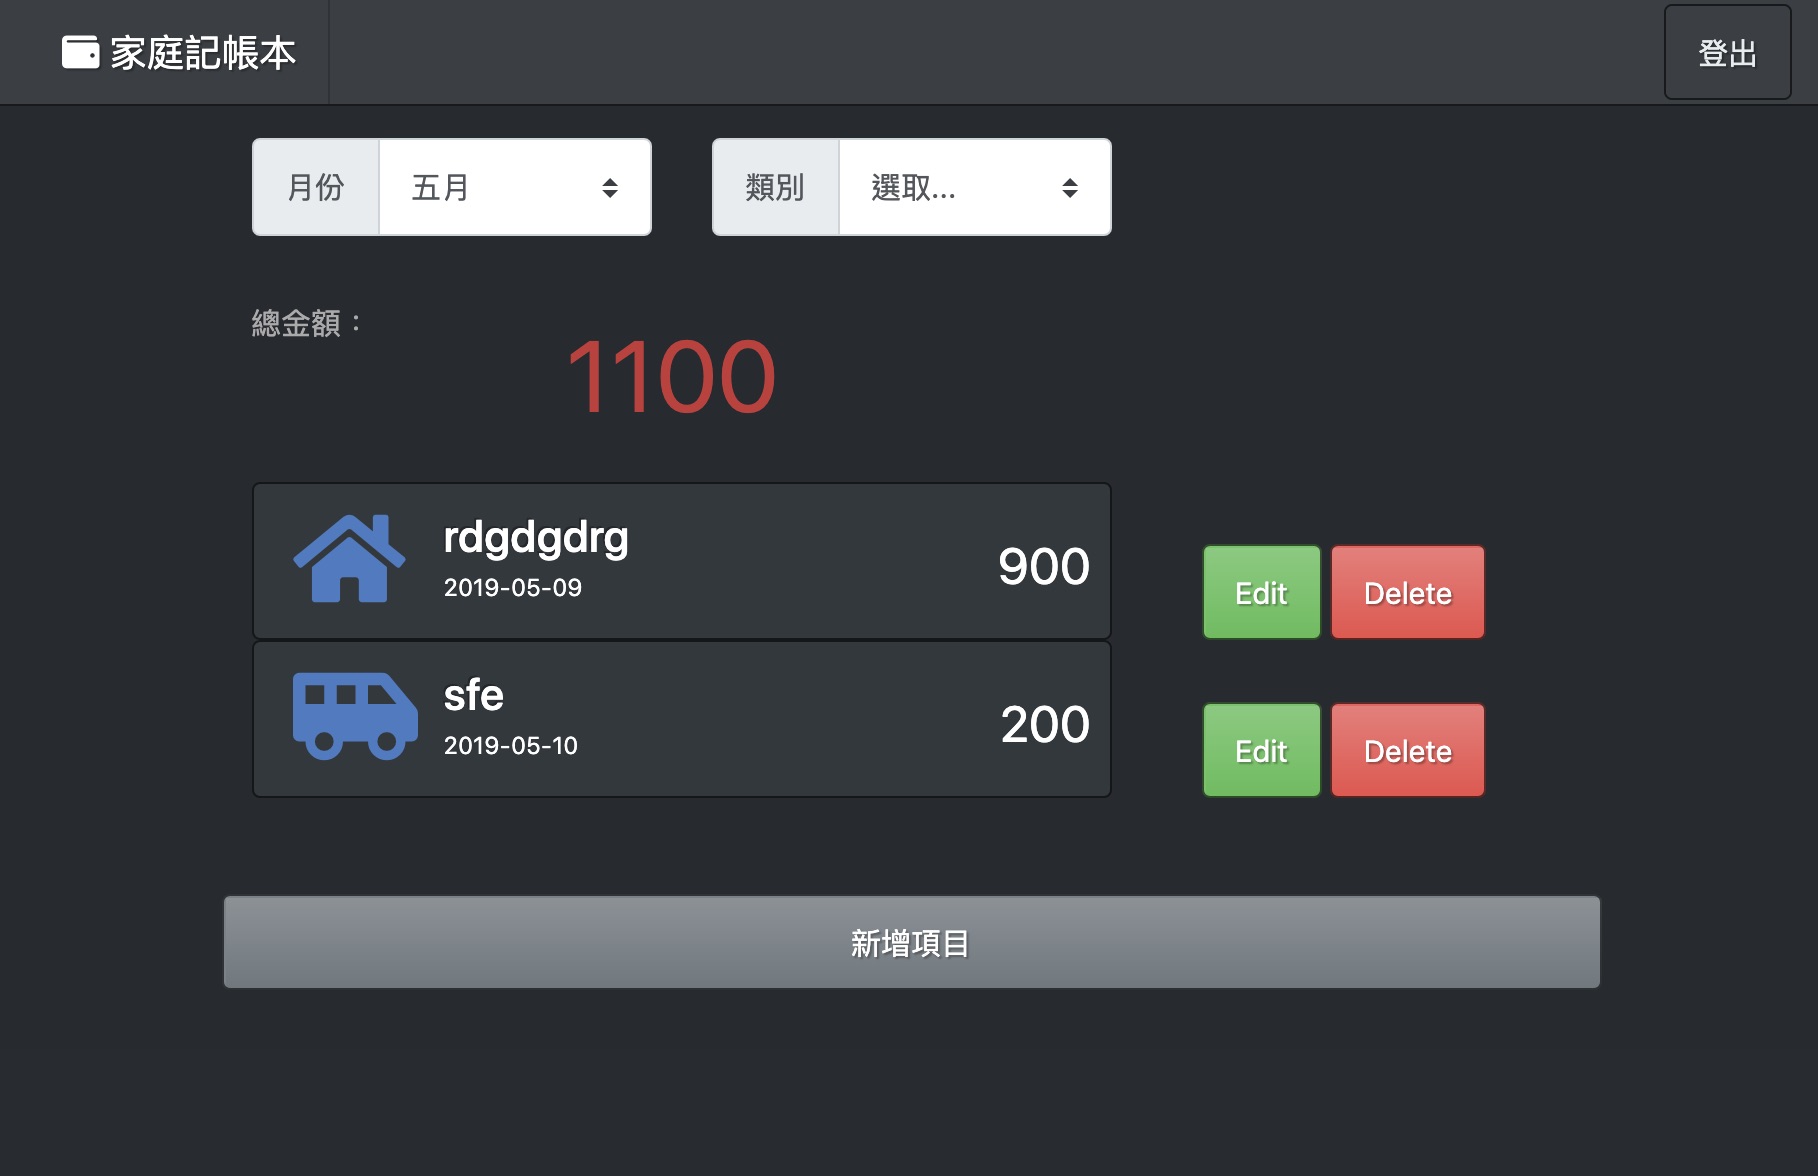 家庭記帳本
登出
月份 五月
類別 選取...
總金額：
1100
rdgdgdrg
2019-05-09
900
Edit Delete
sfe
2019-05-10
200
Edit Delete
新增項目